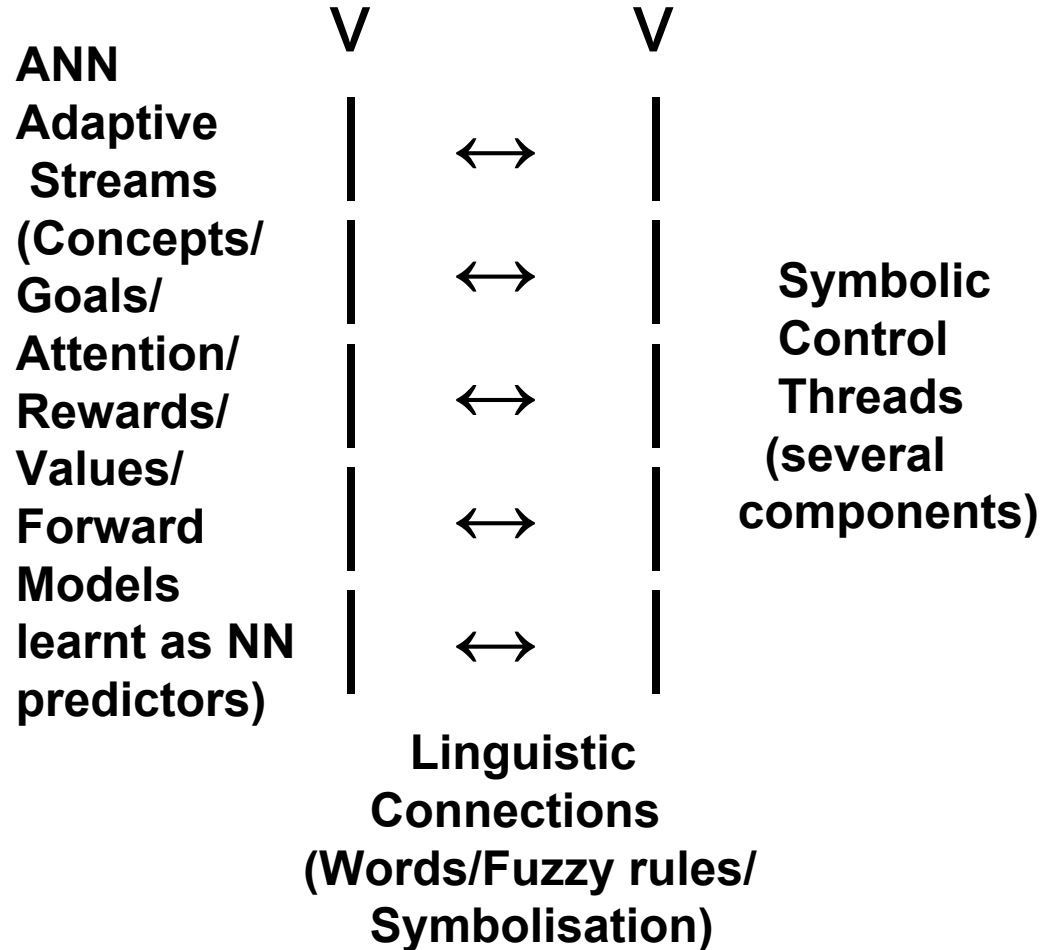 V V
ANN
Adaptive
Streams
(Concepts/
Goals/
Attention/
Rewards/
Values/
Forward
Models
learnt as NN
predictors)
Symbolic
Control
Threads
(several
components)
Linguistic
Connections
(Words/Fuzzy rules/
Symbolisation)